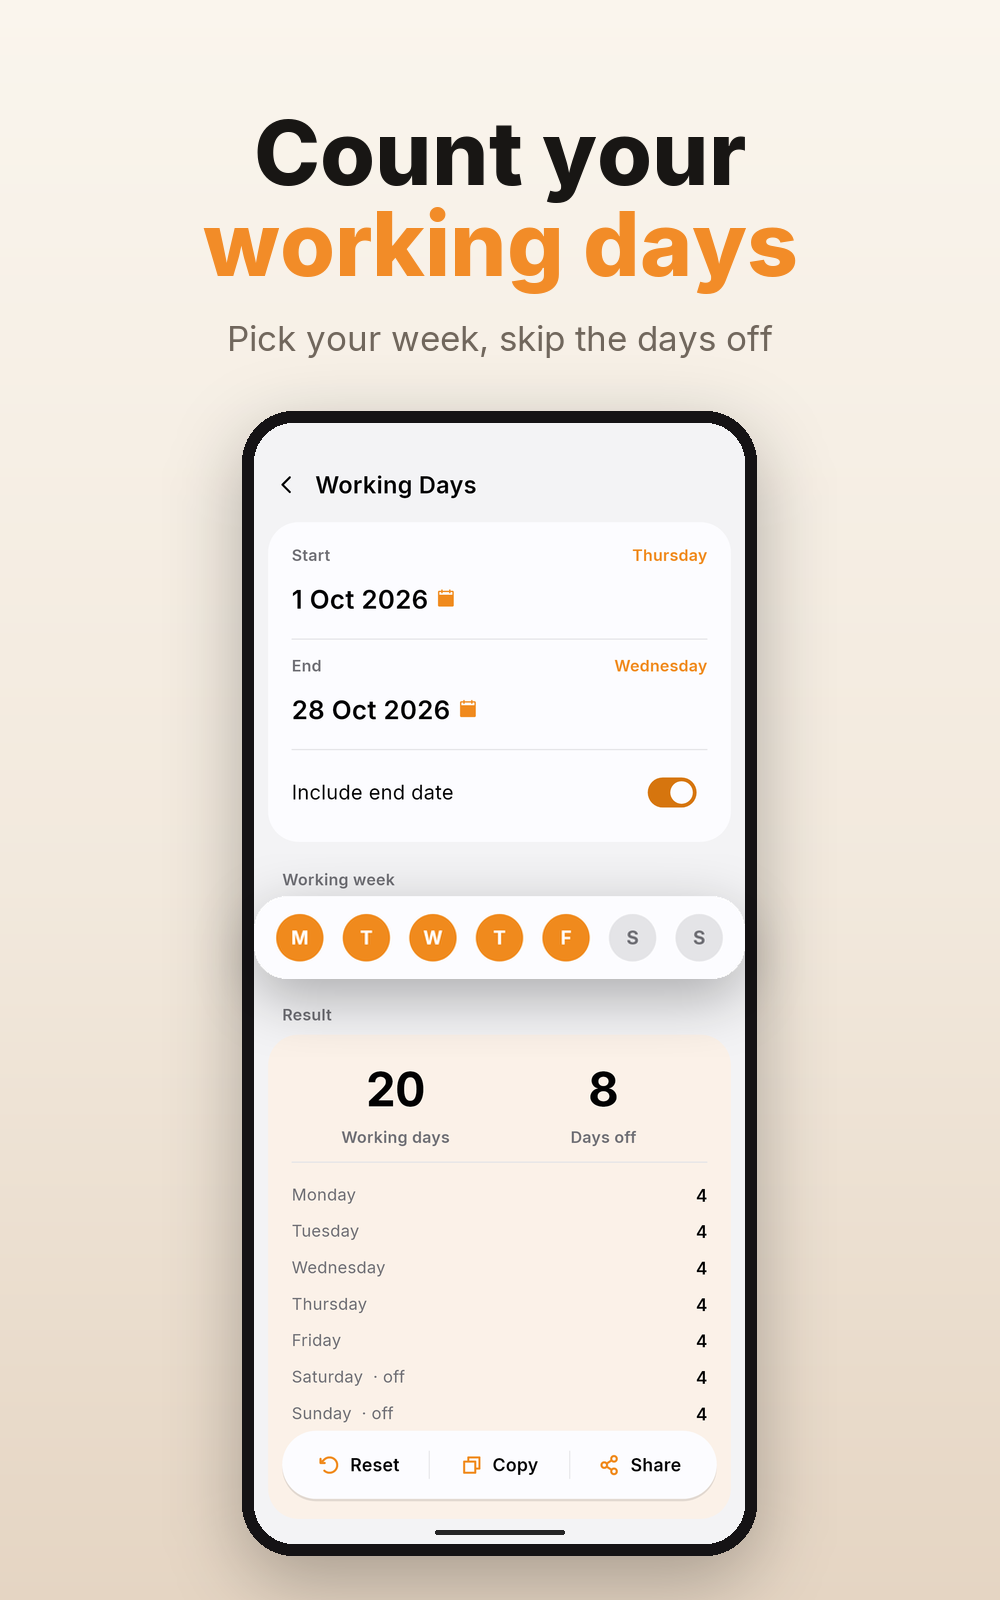 Count your
working days
Pick your week, skip the days off
Working Days
Start Thursday
1 Oct 2026
End Wednesday
28 Oct 2026
Include end date
Working week
M T W T F S S
Result
20 8
Working days Days off
Monday 4
Tuesday 4
Wednesday 4
Thursday 4
Friday 4
Saturday · off 4
Sunday · off 4
Reset Copy Share